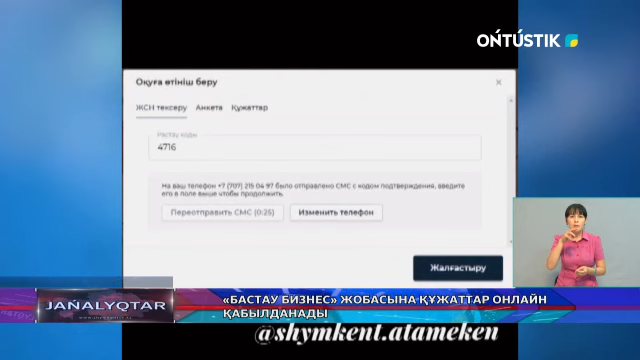 OŃTÚSTIK
Оқуға өтініш беру
ЖСН тексеру Анкета Құжаттар
Растау коды
4716
На ваш телефон +7 (707) 215 04 97 было отправлено СМС с кодом подтверждения, введите
его в поле выше чтобы продолжить.
Переотправить СМС (0:25) Изменить телефон
Жалғастыру
JAŃALYQTAR
«БАСТАУ БИЗНЕС» ЖОБАСЫНА ҚҰЖАТТАР ОНЛАЙН
ҚАБЫЛДАНАДЫ
@shymkent.atameken